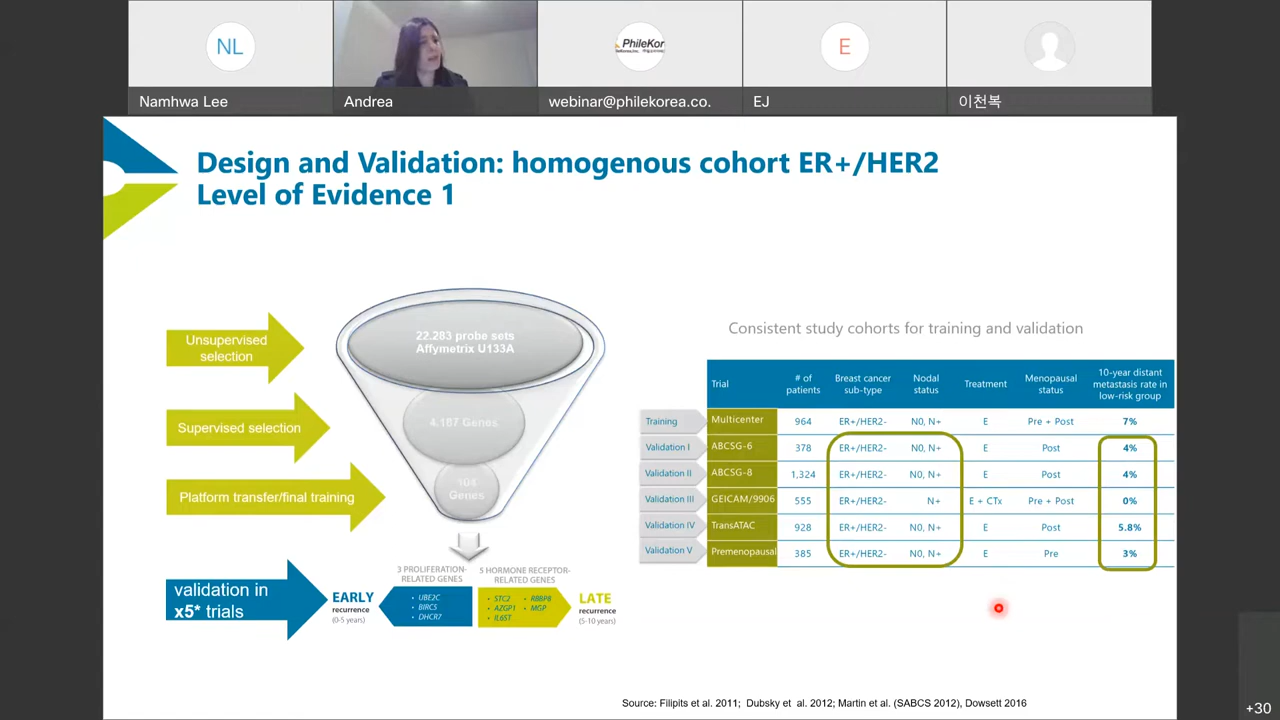 NL
PhileKor
E
Namhwa Lee
Andrea
webinar@philekorea.co.
EJ
이천복
Design and Validation: homogenous cohort ER+/HER2
Level of Evidence 1
Unsupervised
selection
Supervised selection
Platform transfer/final training
validation in
x5* trials
22.283 probe sets
Affymetrix U133A
4.187 Genes
104
Genes
3 PROLIFERATION-
RELATED GENES
5 HORMONE RECEPTOR-
RELATED GENES
EARLY
recurrence
(0-5 years)
• UBE2C
• BIRC5
• DHCR7
• STC2 • RBBP8
• AZGP1 • MGP
• IL6ST
LATE
recurrence
(5-10 years)
Consistent study cohorts for training and validation
Trial # of patients Breast cancer sub-type Nodal status Treatment Menopausal status 10-year distant metastasis rate in low-risk group
Training Multicenter 964 ER+/HER2- N0, N+ E Pre + Post 7%
Validation I ABCSG-6 378 ER+/HER2- N0, N+ E Post 4%
Validation II ABCSG-8 1,324 ER+/HER2- N0, N+ E Post 4%
Validation III GEICAM/9906 555 ER+/HER2- N+ E + CTx Pre + Post 0%
Validation IV TransATAC 928 ER+/HER2- N0, N+ E Post 5.8%
Validation V Premenopausal 385 ER+/HER2- N0, N+ E Pre 3%
Source: Filipits et al. 2011; Dubsky et al. 2012; Martin et al. (SABCS 2012), Dowsett 2016
+30